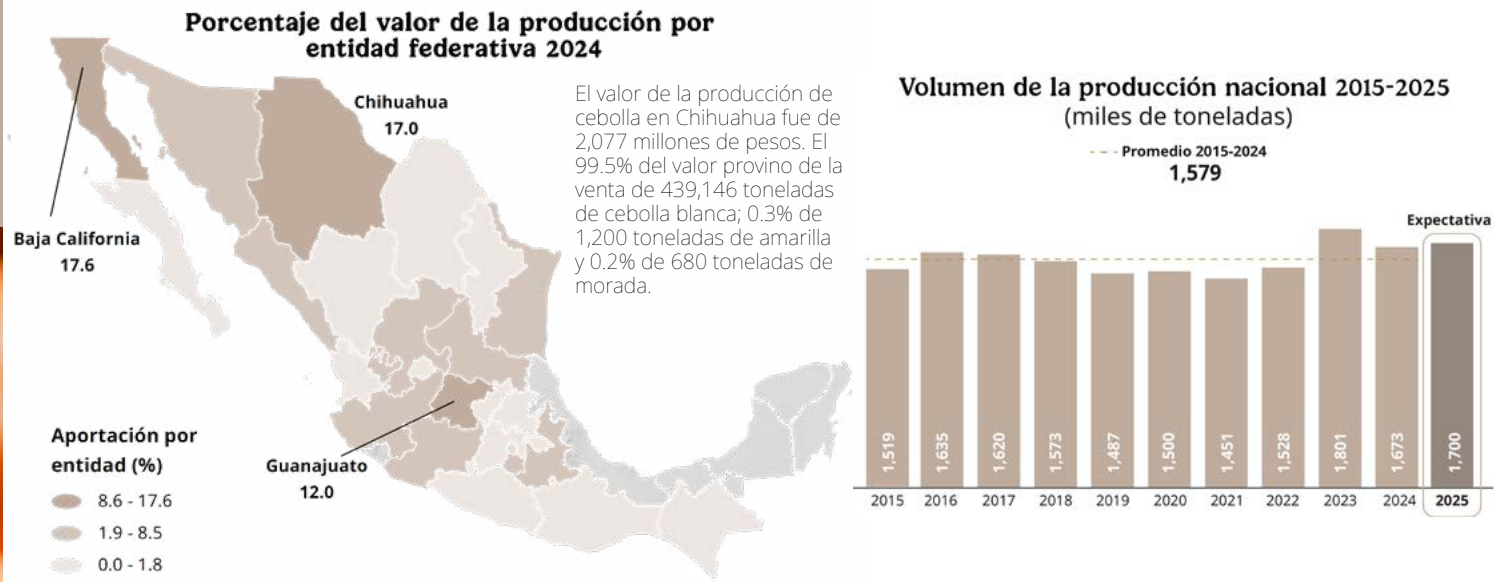 Porcentaje del valor de la producción por
entidad federativa 2024
Chihuahua
17.0
El valor de la producción de
cebolla en Chihuahua fue de
2,077 millones de pesos. El
99.5% del valor provino de la
venta de 439,146 toneladas
de cebolla blanca; 0.3% de
1,200 toneladas de amarilla
y 0.2% de 680 toneladas de
morada.
Baja California
17.6
Guanajuato
12.0
Aportación por
entidad (%)
8.6 - 17.6
1.9 - 8.5
0.0 - 1.8
Volumen de la producción nacional 2015-2025
(miles de toneladas)
Promedio 2015-2024
1,579
Expectativa
1,519
1,635
1,620
1,573
1,487
1,500
1,451
1,528
1,801
1,673
1,700
2015 2016 2017 2018 2019 2020 2021 2022 2023 2024 2025